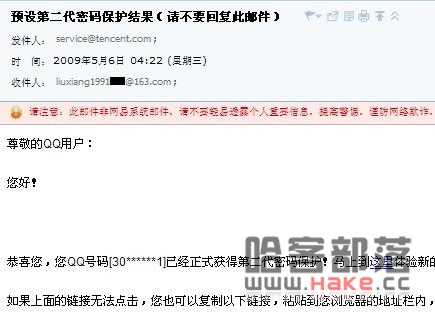 预设第二代密码保护结果（请不要回复此邮件）
发件人： service@tencent.com；
时 间： 2009年5月6日 04:22 (星期三)
收件人： liuxiang1991 @163.com；
请注意：此邮件非网易系统邮件，请不要轻易透露个人重要信息，提高警惕，谨防网络欺诈。
尊敬的QQ用户：
您好！
恭喜您，您QQ号码[30******1]已经正式获得第二代密码保护！马上到这里体验新的
哈客部落
www.Hake.cc
如果上面的链接无法点击，您也可以复制以下链接，粘贴到您浏览器的地址栏内，